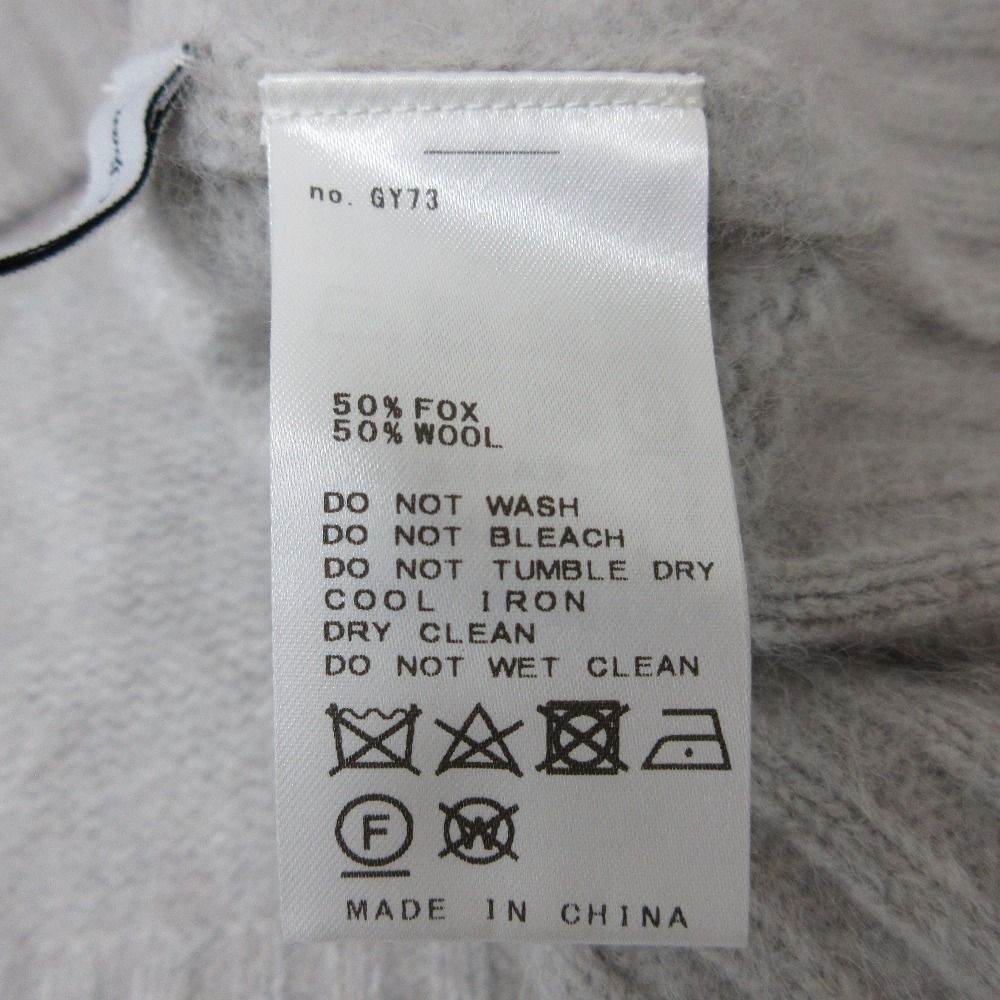 no. GY73
50% FOX
50% WOOL
DO NOT WASH
DO NOT BLEACH
DO NOT TUMBLE DRY
COOL IRON
DRY CLEAN
DO NOT WET CLEAN
F
W
MADE IN CHINA